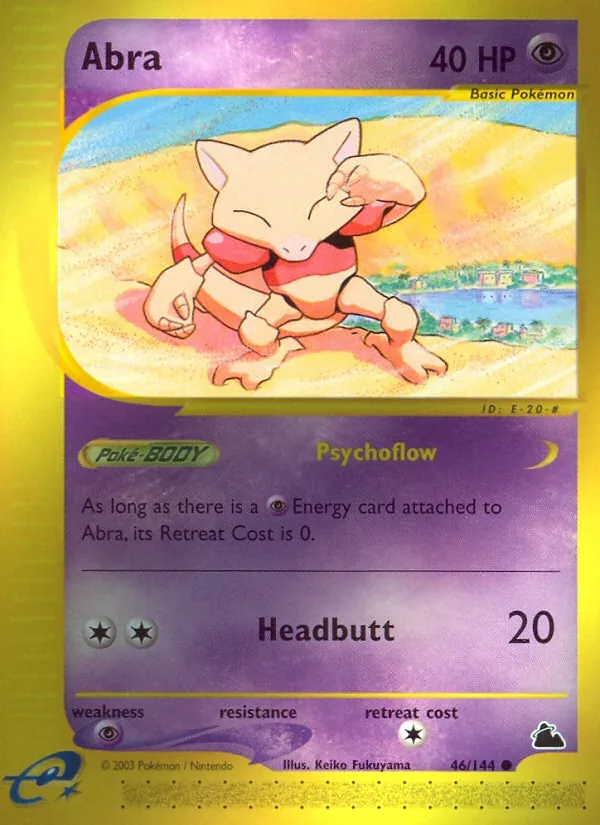 Abra
40 HP
Basic Pokémon
ID: E-20-#
Poké-BODY
Psychoflow
As long as there is a Energy card attached to
Abra, its Retreat Cost is 0.
Headbutt 20
weakness resistance retreat cost
© 2003 Pokémon / Nintendo Illus. Keiko Fukuyama 46/144 ●
e